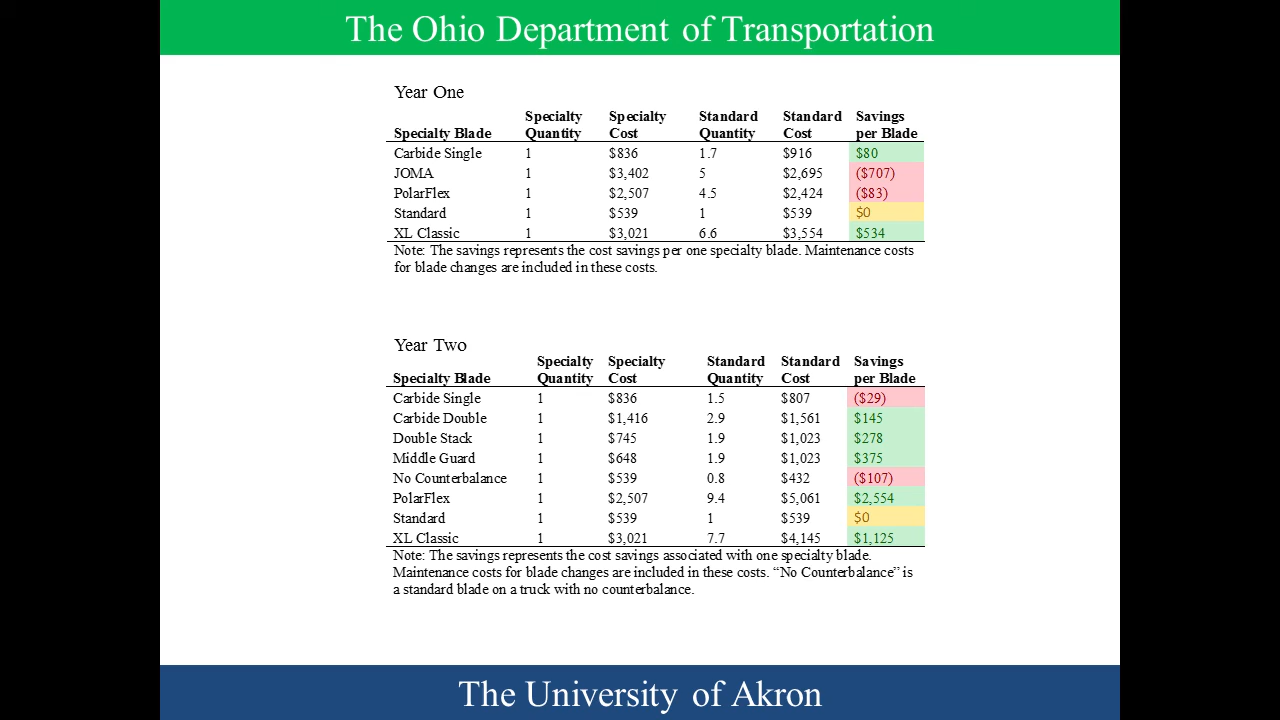 The Ohio Department of Transportation
Year One
Specialty Blade Specialty Quantity Specialty Cost Standard Quantity Standard Cost Savings per Blade
Carbide Single 1 $836 1.7 $916 $80
JOMA 1 $3,402 5 $2,695 ($707)
PolarFlex 1 $2,507 4.5 $2,424 ($83)
Standard 1 $539 1 $539 $0
XL Classic 1 $3,021 6.6 $3,554 $534
Note: The savings represents the cost savings per one specialty blade. Maintenance costs
for blade changes are included in these costs.
Year Two
Specialty Blade Specialty Quantity Specialty Cost Standard Quantity Standard Cost Savings per Blade
Carbide Single 1 $836 1.5 $807 ($29)
Carbide Double 1 $1,416 2.9 $1,561 $145
Double Stack 1 $745 1.9 $1,023 $278
Middle Guard 1 $648 1.9 $1,023 $375
No Counterbalance 1 $539 0.8 $432 ($107)
PolarFlex 1 $2,507 9.4 $5,061 $2,554
Standard 1 $539 1 $539 $0
XL Classic 1 $3,021 7.7 $4,145 $1,125
Note: The savings represents the cost savings associated with one specialty blade.
Maintenance costs for blade changes are included in these costs. “No Counterbalance” is
a standard blade on a truck with no counterbalance.
The University of Akron